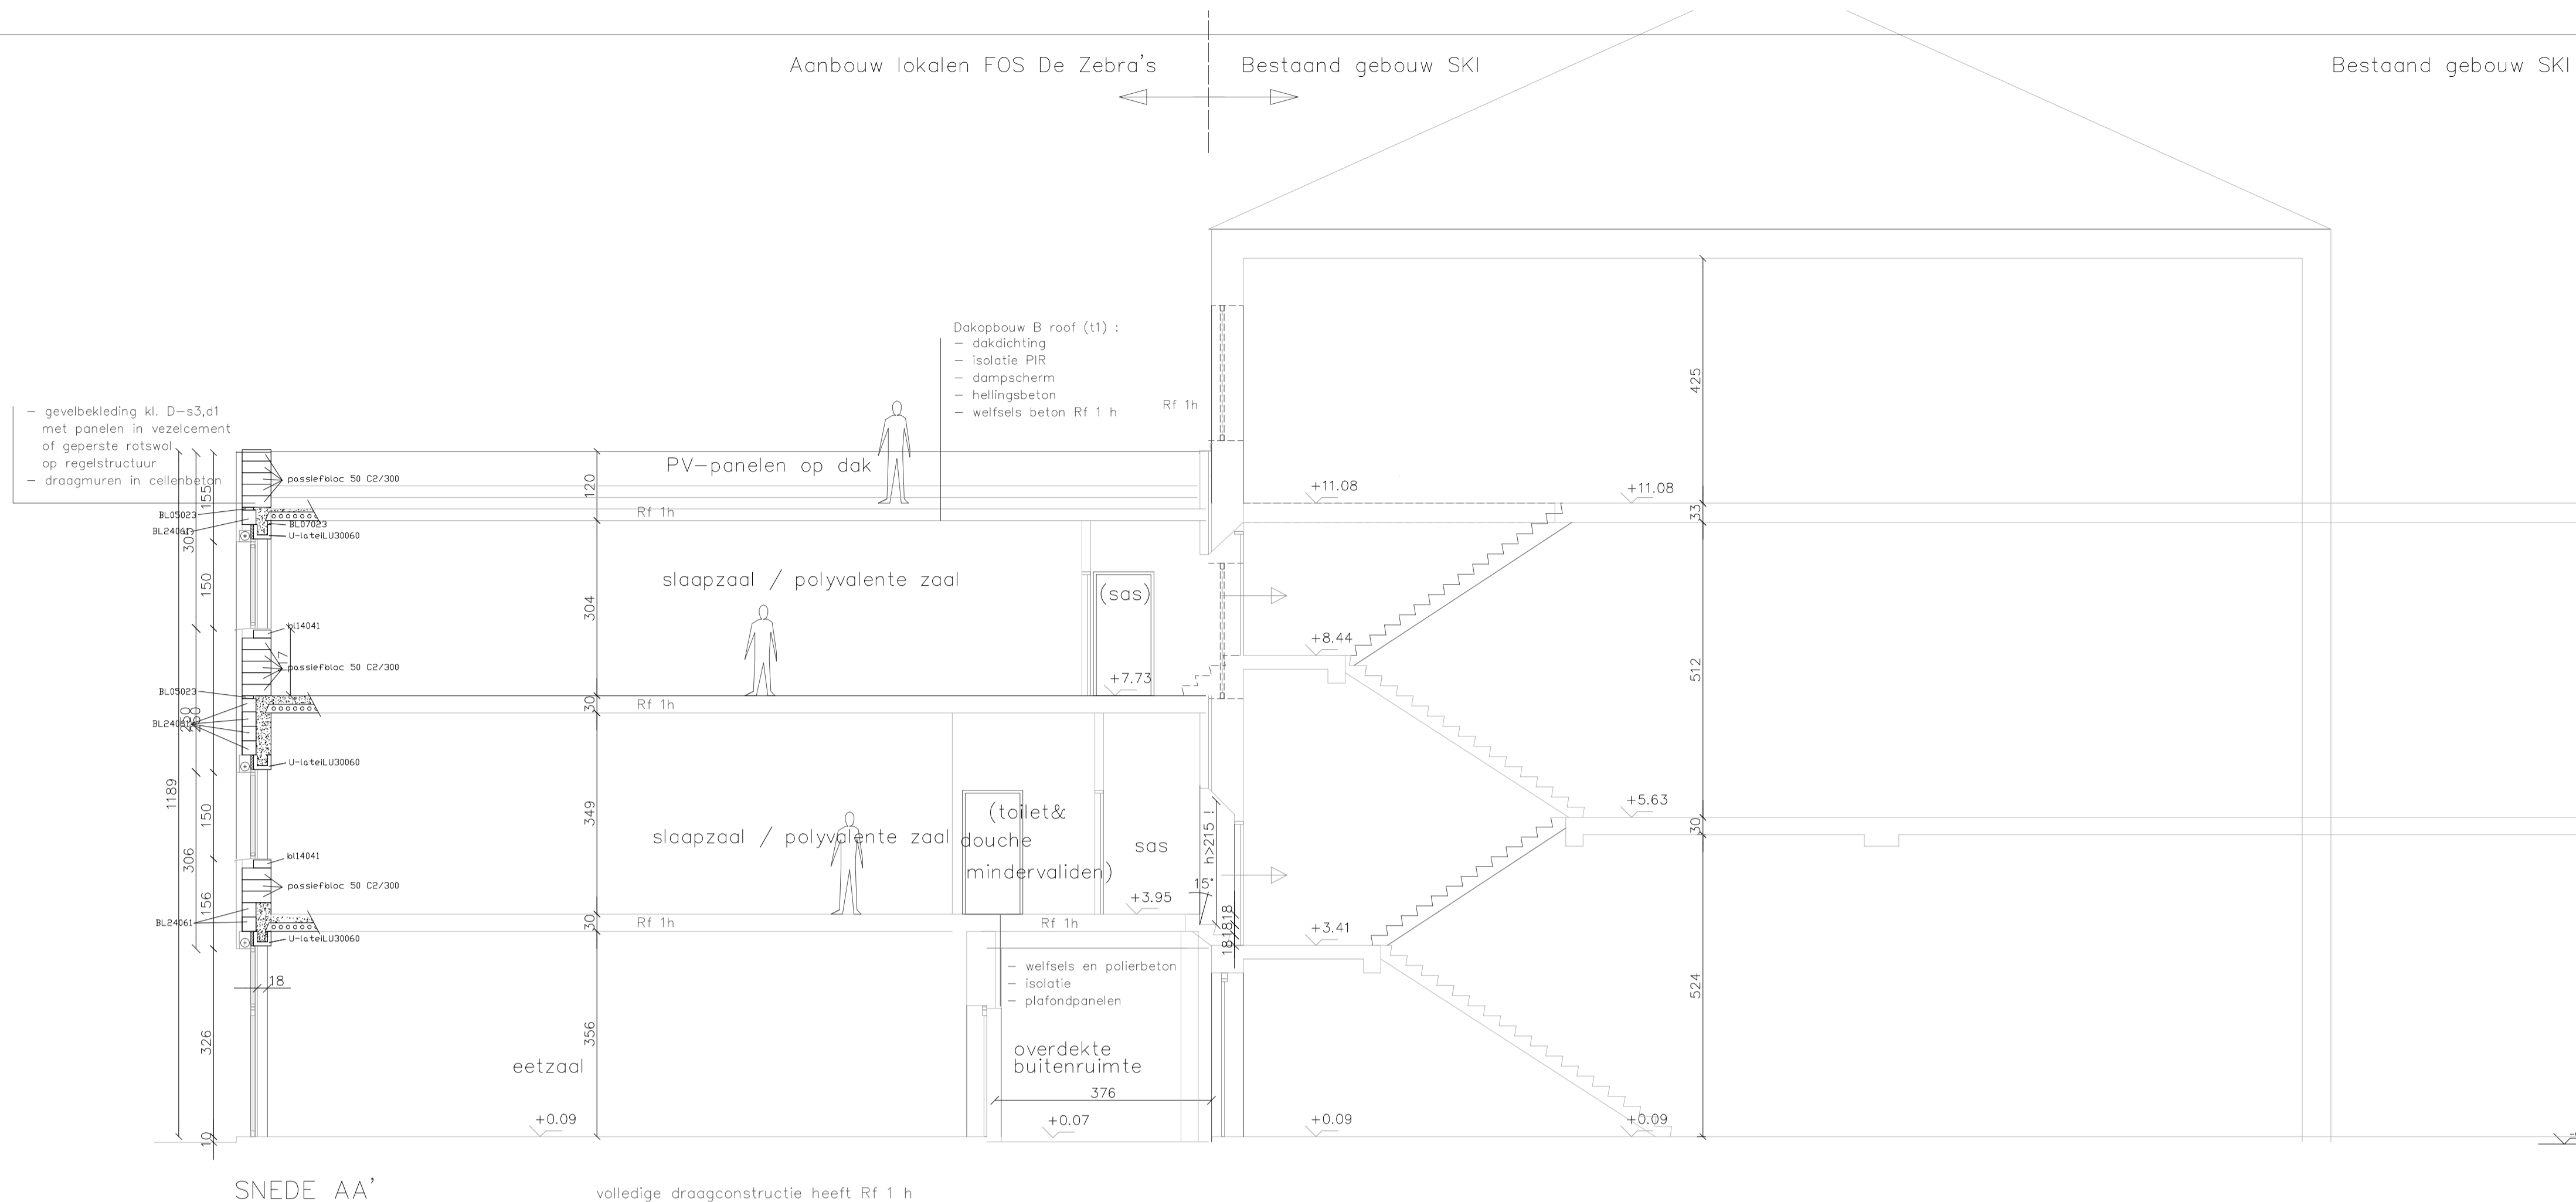 Aanbouw lokalen FOS De Zebra's
Bestaand gebouw SKI
Bestaand gebouw SKI
Dakopbouw B roof (t1) :
- dakdichting
- isolatie PIR
- dampscherm
- hellingsbeton
- welfsels beton Rf 1 h
Rf 1h
- gevelbekleding kl. D-s3,d1
met panelen in vezelcement
of geperste rotswol
op regelstructuur
- draagmuren in cellenbeton
425
PV-panelen op dak
passiefbloc 50 C2/300
155
120
+11.08
+11.08
BL05023
Rf 1h
33
BL07023
BL24061
U-lateiLU30060
slaapzaal / polyvalente zaal
150
(sas)
304
bl14041
+8.44
passiefbloc 50 C2/300
512
+7.73
BL05023
Rf 1h
30
U-lateiLU30060
1189
+5.63
150
349
(toilet&
douche
mindervaliden)
slaapzaal / polyvalente zaal
h>215 !
30
sas
bl14041
306
passiefbloc 50 C2/300
15°
156
+3.95
181818
BL24061
Rf 1h
30
Rf 1h
+3.41
U-lateiLU30060
- welfsels en polierbeton
- isolatie
- plafondpanelen
18
524
326
356
overdekte
buitenruimte
eetzaal
376
+0.09
+0.07
+0.09
+0.09
10
SNEDE AA'
volledige draagconstructie heeft Rf 1 h